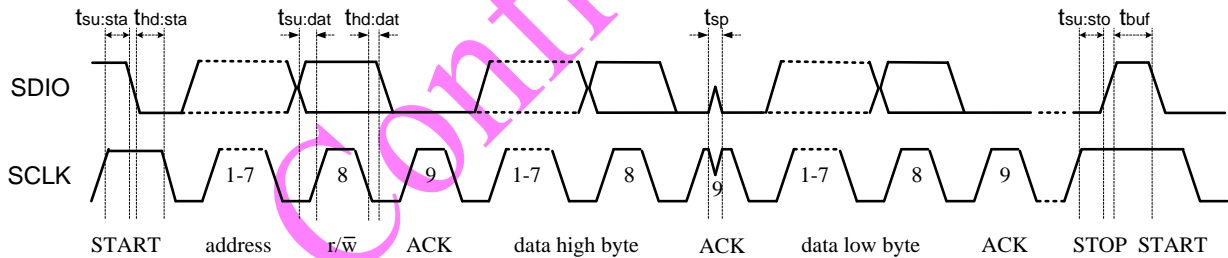 tsu:sta thd:sta tsu:dat thd:dat tsp tsu:sto tbuf
SDIO
SCLK 1-7 8 9 1-7 8 9 1-7 8 9
START address r/w̅ ACK data high byte ACK data low byte ACK STOP START